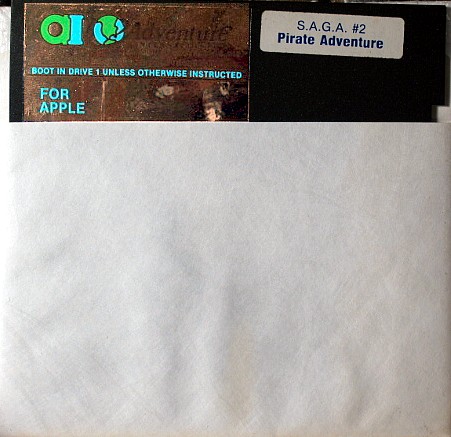 ai Adventure
BOOT IN DRIVE 1 UNLESS OTHERWISE INSTRUCTED
FOR
APPLE
S.A.G.A. #2
Pirate Adventure